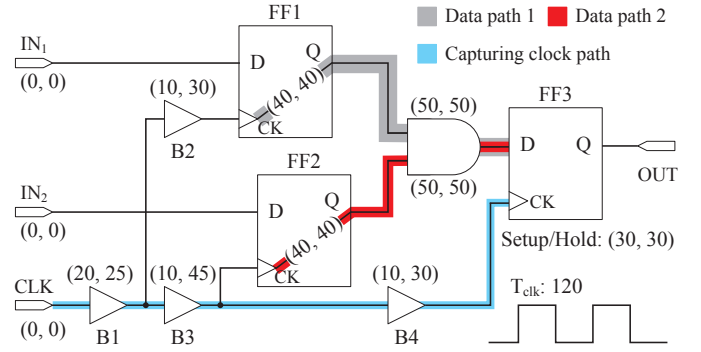 FF1
Data path 1
Data path 2
Capturing clock path
IN₁
(0, 0)
D
Q
(40, 40)
CK
(10, 30)
B2
(50, 50)
(50, 50)
FF3
D
Q
CK
OUT
Setup/Hold: (30, 30)
FF2
IN₂
(0, 0)
D
Q
(40, 40)
CK
CLK
(0, 0)
(20, 25)
B1
(10, 45)
B3
(10, 30)
B4
T_clk: 120